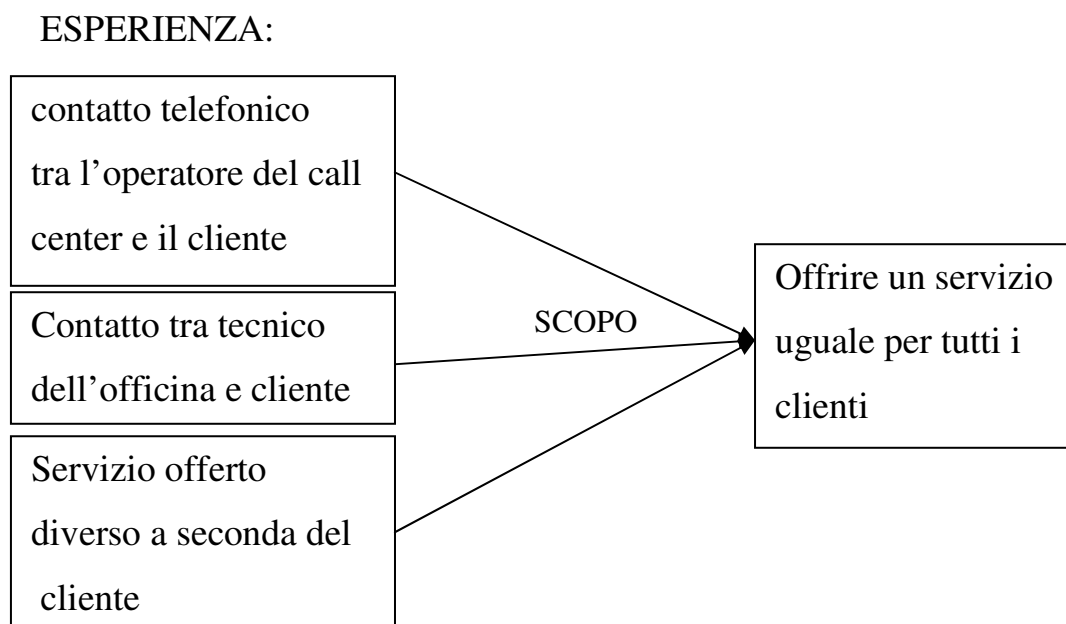 ESPERIENZA:
contatto telefonico
tra l’operatore del call
center e il cliente
Contatto tra tecnico
dell’officina e cliente
Servizio offerto
diverso a seconda del
cliente
SCOPO
Offrire un servizio
uguale per tutti i
clienti